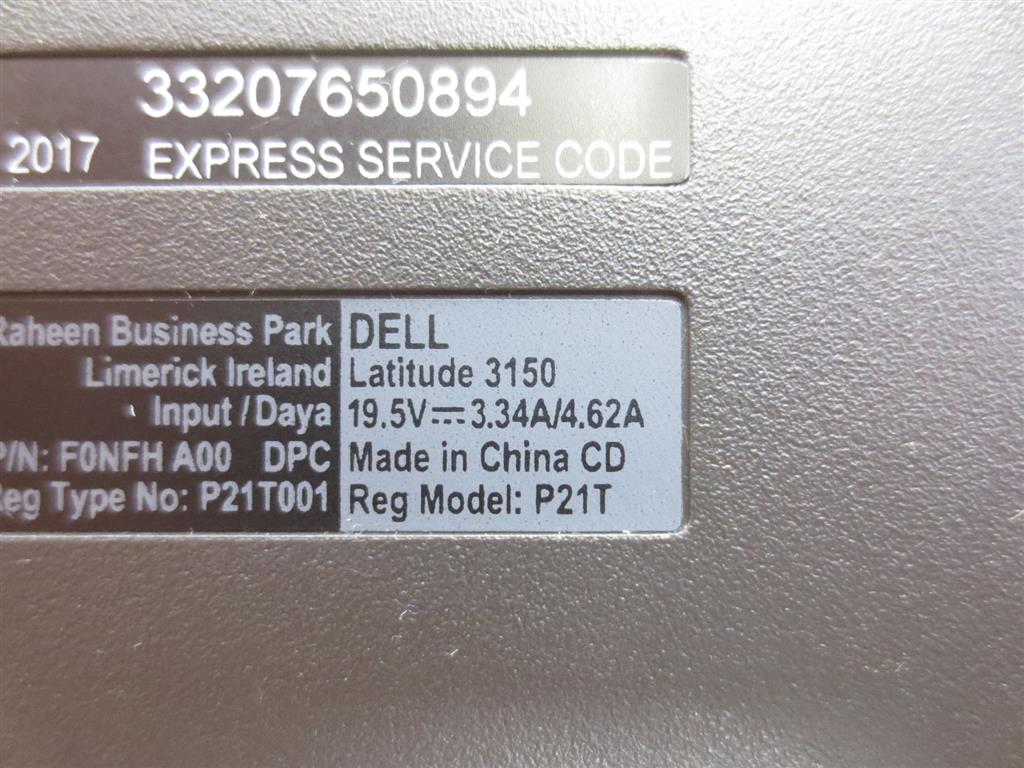 33207650894
2017 EXPRESS SERVICE CODE
Raheen Business Park DELL
Limerick Ireland Latitude 3150
Input / Daya 19.5V⎓3.34A/4.62A
P/N: F0NFH A00 DPC Made in China CD
Reg Type No: P21T001 Reg Model: P21T